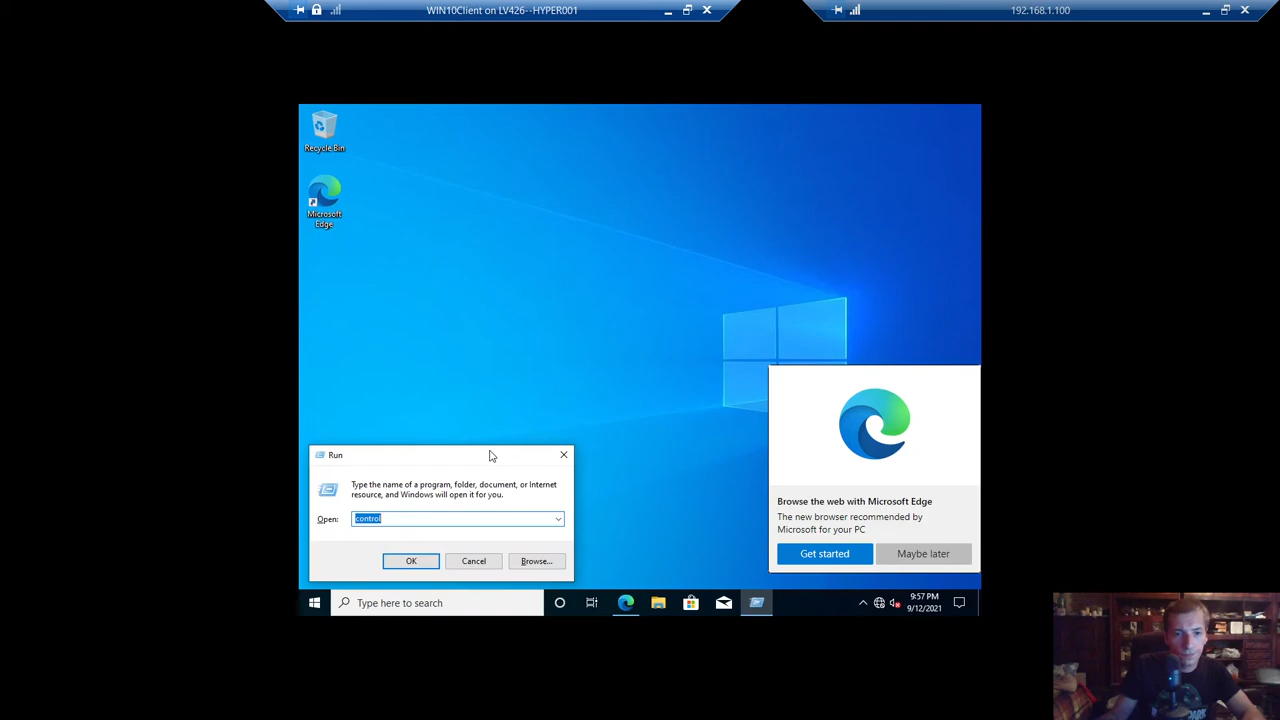 WIN10Client on LV426--HYPER001
192.168.1.100
Recycle Bin
Microsoft
Edge
Run
Type the name of a program, folder, document, or Internet
resource, and Windows will open it for you.
Open:
control
OK
Cancel
Browse...
Browse the web with Microsoft Edge
The new browser recommended by
Microsoft for your PC
Get started
Maybe later
Type here to search
9:57 PM
9/12/2021